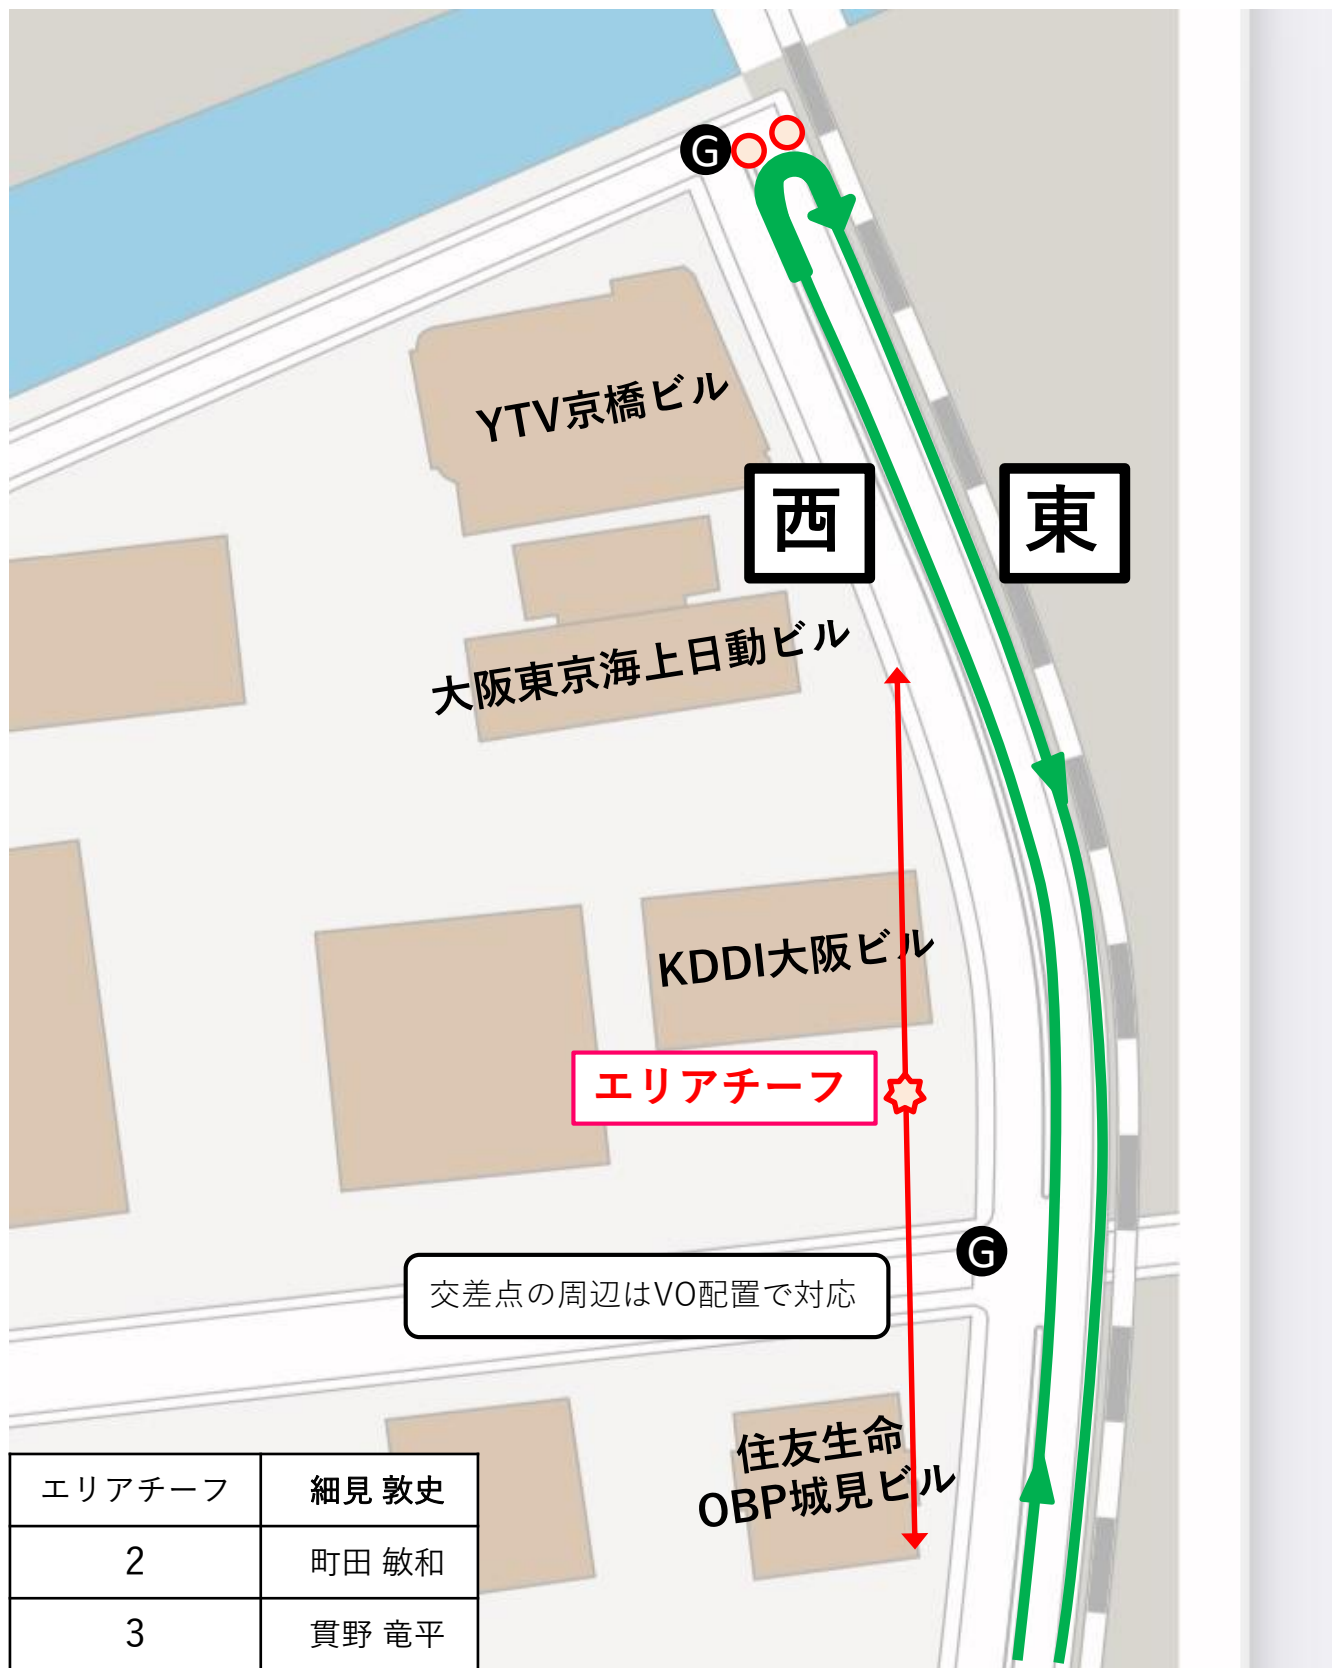 G
YTV京橋ビル
西
東
大阪東京海上日動ビル
KDDI大阪ビル
エリアチーフ
G
交差点の周辺はVO配置で対応
住友生命
OBP城見ビル
エリアチーフ 細見 敦史
2 町田 敏和
3 貫野 竜平